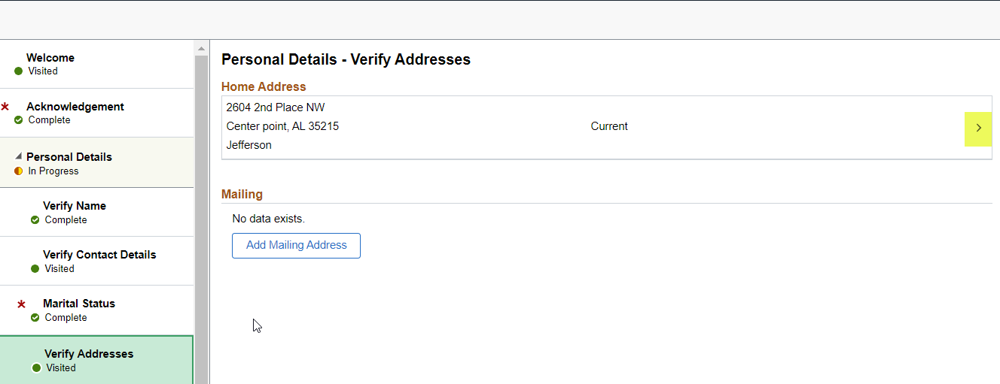 Welcome
Visited
Acknowledgement
Complete
Personal Details
In Progress
Verify Name
Complete
Verify Contact Details
Visited
Marital Status
Complete
Verify Addresses
Visited
Personal Details - Verify Addresses
Home Address
2604 2nd Place NW
Center point, AL 35215
Current
Jefferson
Mailing
No data exists.
Add Mailing Address